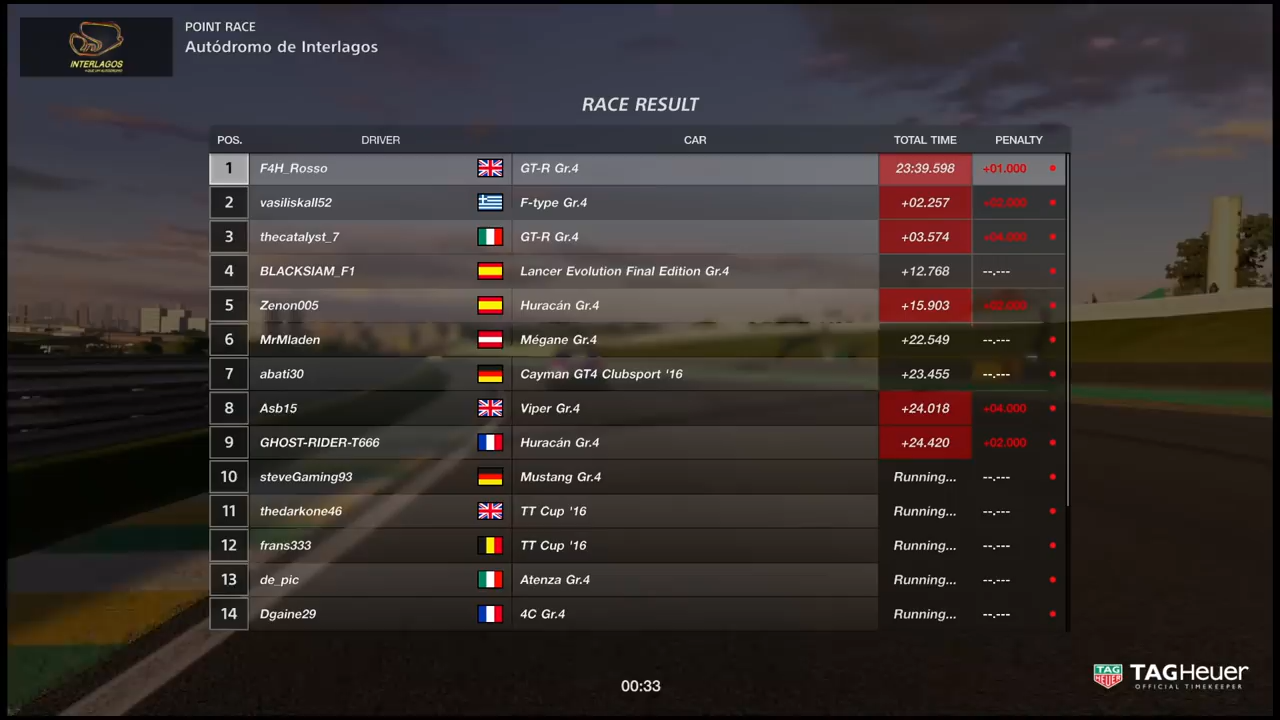 POINT RACE
Autódromo de Interlagos
INTERLAGOS
RACE RESULT
POS. DRIVER CAR TOTAL TIME PENALTY
1 F4H_Rosso GT-R Gr.4 23:39.598 +01.000
2 vasiliskall52 F-type Gr.4 +02.257 +02.000
3 thecatalyst_7 GT-R Gr.4 +03.574 +04.000
4 BLACKSIAM_F1 Lancer Evolution Final Edition Gr.4 +12.768 --.---
5 Zenon005 Huracán Gr.4 +15.903 +02.000
6 MrMladen Mégane Gr.4 +22.549 --.---
7 abati30 Cayman GT4 Clubsport '16 +23.455 --.---
8 Asb15 Viper Gr.4 +24.018 +04.000
9 GHOST-RIDER-T666 Huracán Gr.4 +24.420 +02.000
10 steveGaming93 Mustang Gr.4 Running... --.---
11 thedarkone46 TT Cup '16 Running... --.---
12 frans333 TT Cup '16 Running... --.---
13 de_pic Atenza Gr.4 Running... --.---
14 Dgaine29 4C Gr.4 Running... --.---
00:33
TAG HEUER TAGHeuer
OFFICIAL TIMEKEEPER